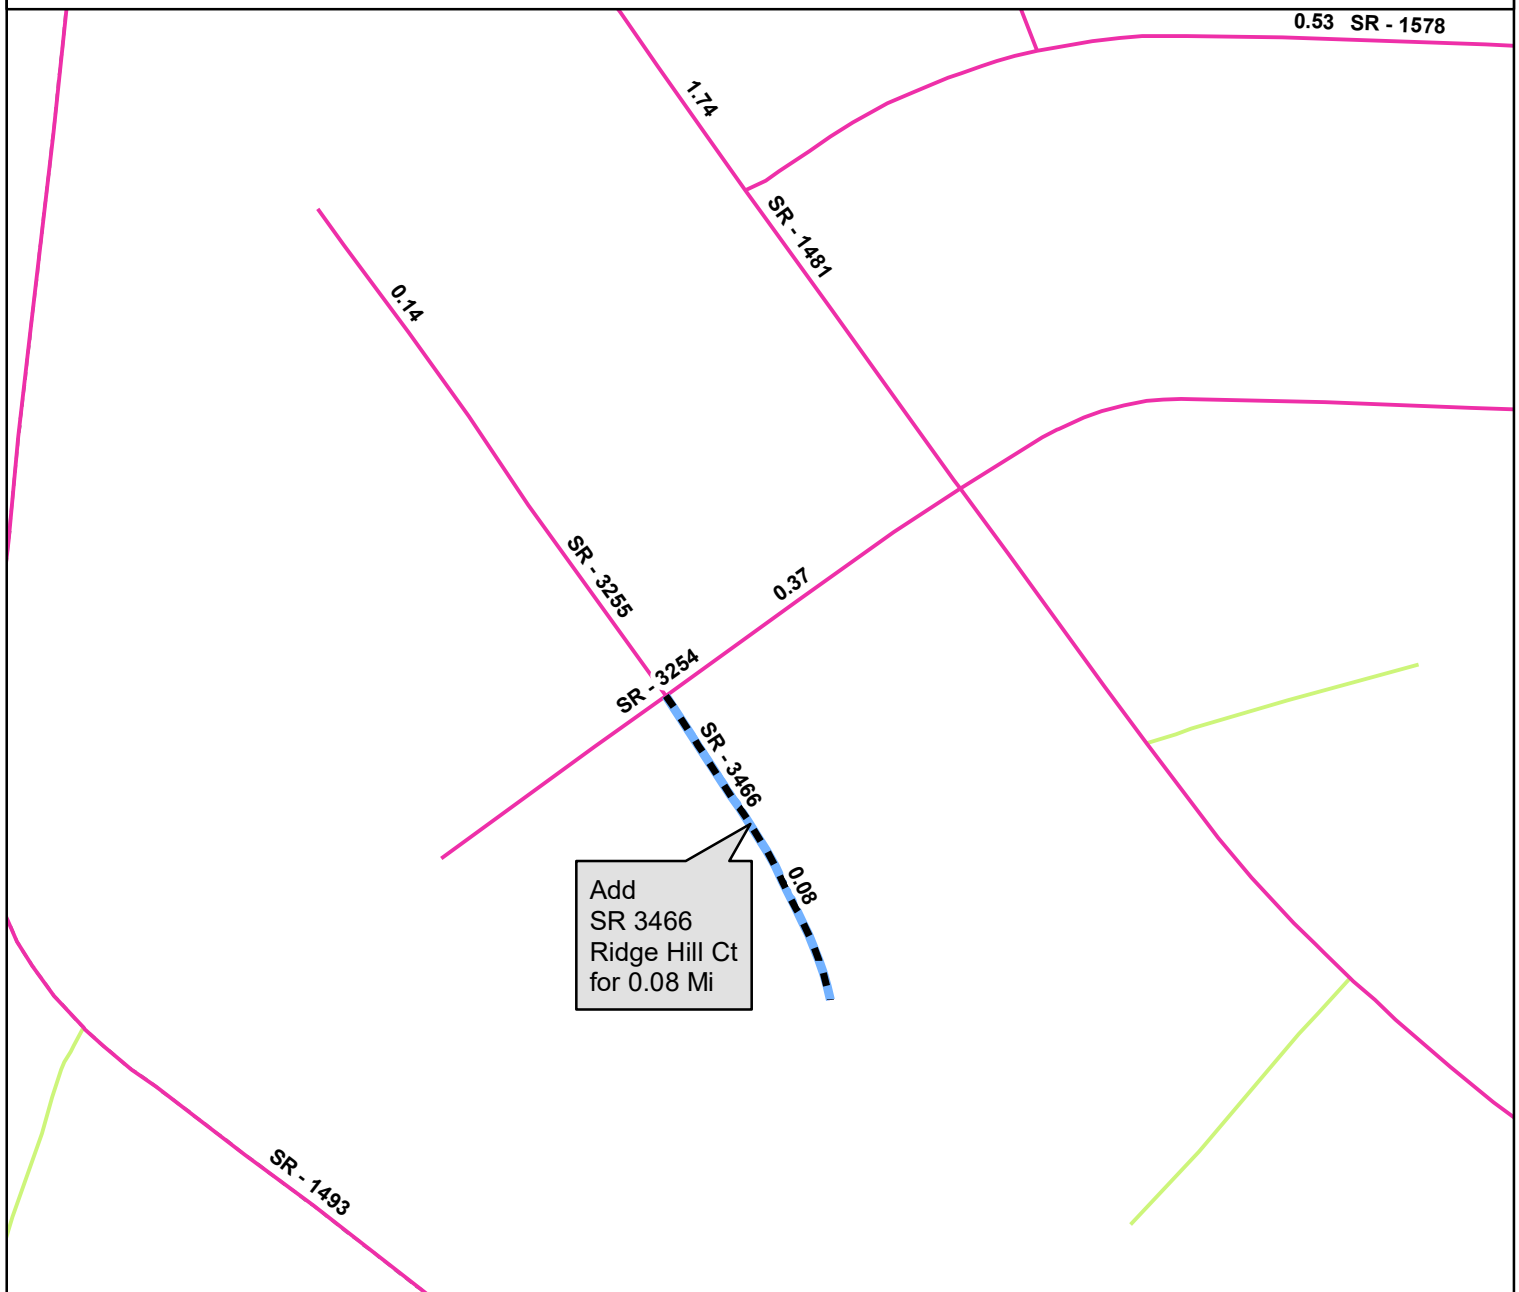 0.53 SR - 1578
1.74
SR - 1481
0.14
SR - 3255
0.37
SR - 3254
SR - 3466
0.08
Add
SR 3466
Ridge Hill Ct
for 0.08 Mi
SR - 1493